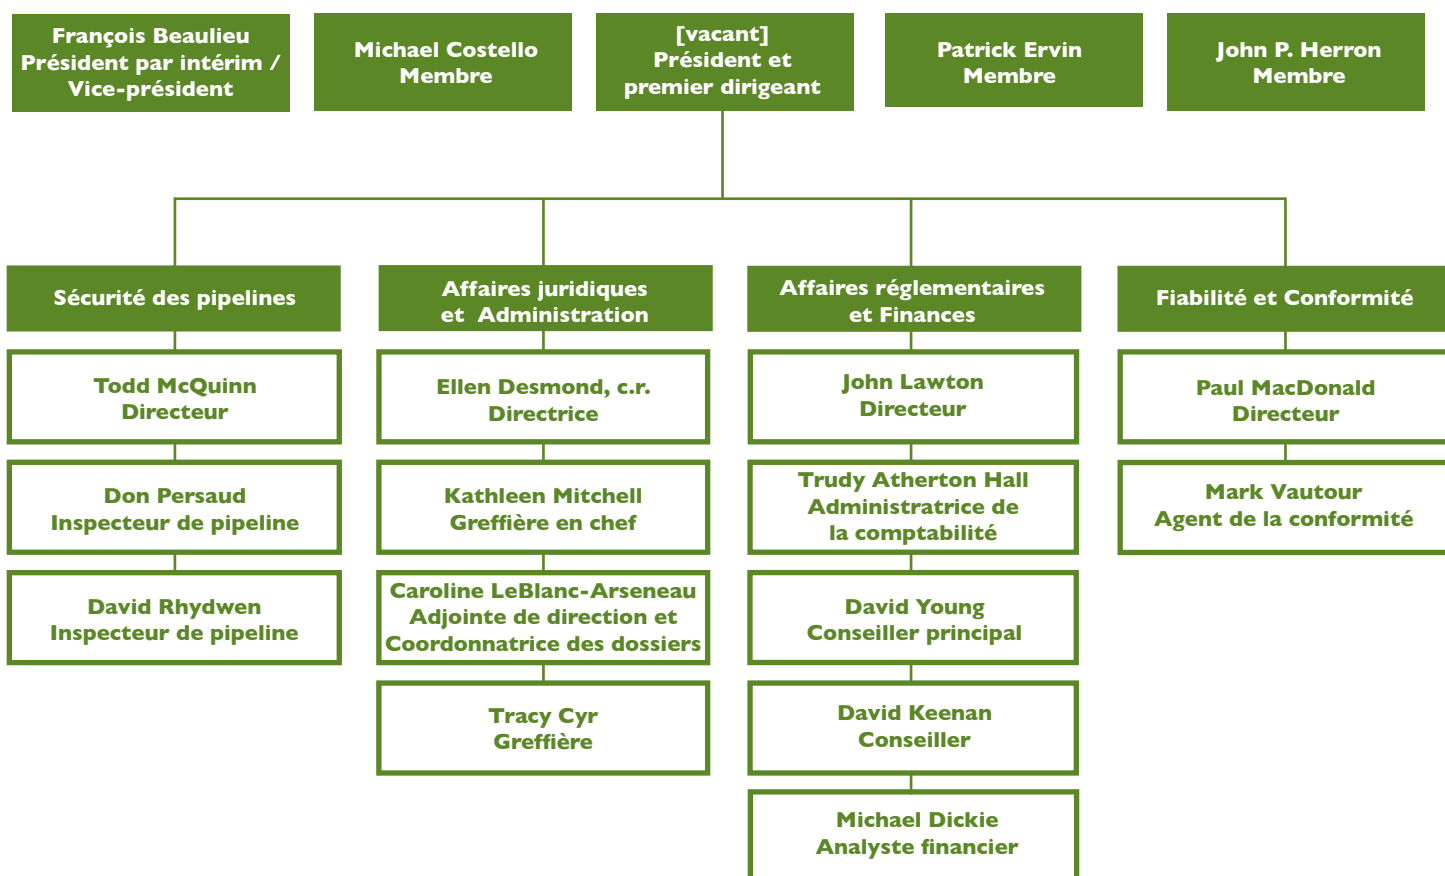 François Beaulieu
Président par intérim /
Vice-président
Michael Costello
Membre
[vacant]
Président et
premier dirigeant
Patrick Ervin
Membre
John P. Herron
Membre
Sécurité des pipelines
Affaires juridiques
et Administration
Affaires réglementaires
et Finances
Fiabilité et Conformité
Todd McQuinn
Directeur
Ellen Desmond, c.r.
Directrice
John Lawton
Directeur
Paul MacDonald
Directeur
Don Persaud
Inspecteur de pipeline
Kathleen Mitchell
Greffière en chef
Trudy Atherton Hall
Administratrice de
la comptabilité
Mark Vautour
Agent de la conformité
David Rhydwen
Inspecteur de pipeline
Caroline LeBlanc-Arseneau
Adjointe de direction et
Coordonnatrice des dossiers
David Young
Conseiller principal
Tracy Cyr
Greffière
David Keenan
Conseiller
Michael Dickie
Analyste financier